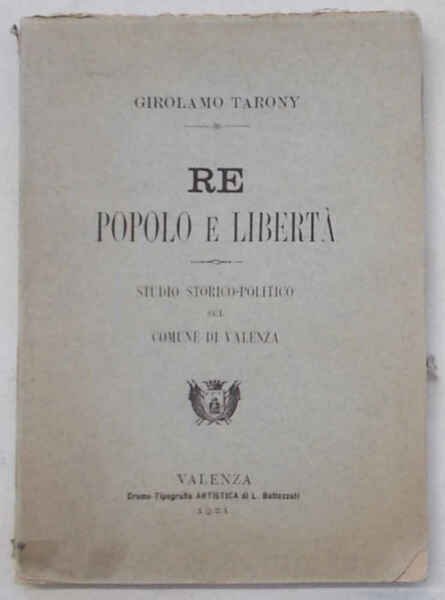 GIROLAMO TARONY
RE
POPOLO E LIBERTÀ
STUDIO STORICO-POLITICO
SUL
COMUNE DI VALENZA
VALENZA
Cromo-Tipografia ARTISTICA di L. Battezzati